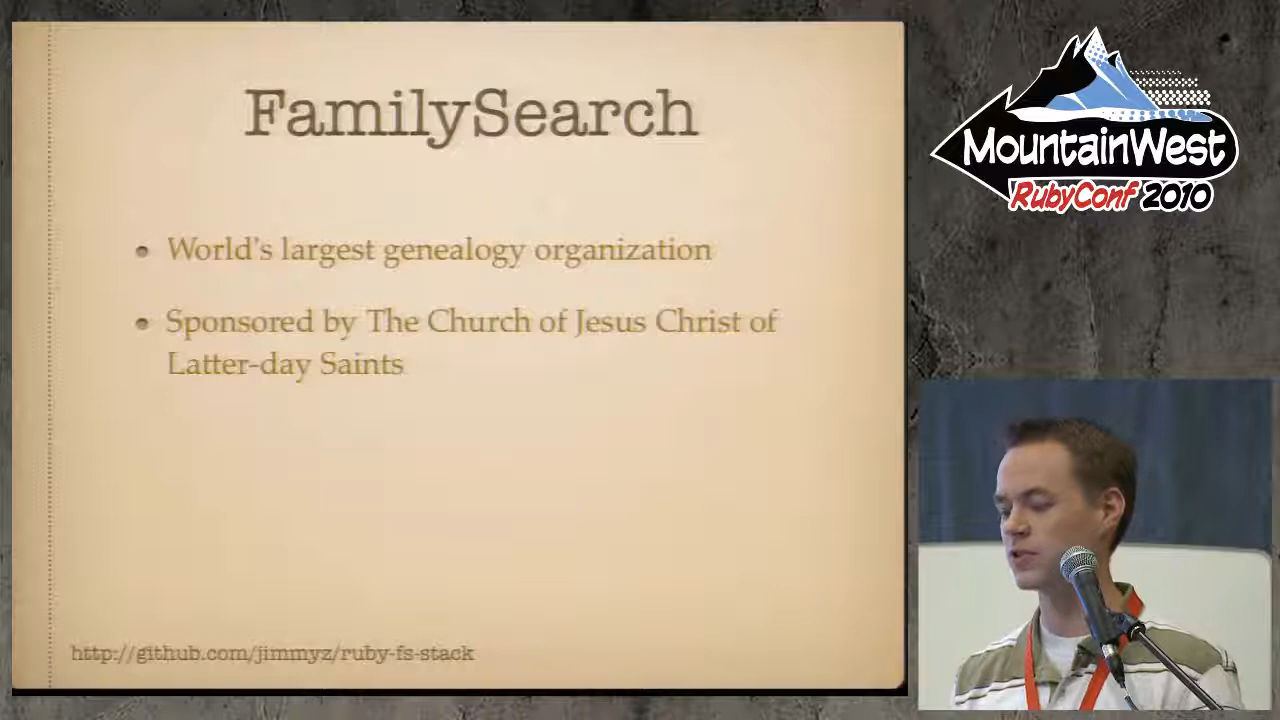 FamilySearch
World's largest genealogy organization
Sponsored by The Church of Jesus Christ of
Latter-day Saints
http://github.com/jimmyz/ruby-fs-stack
MountainWest
RubyConf 2010